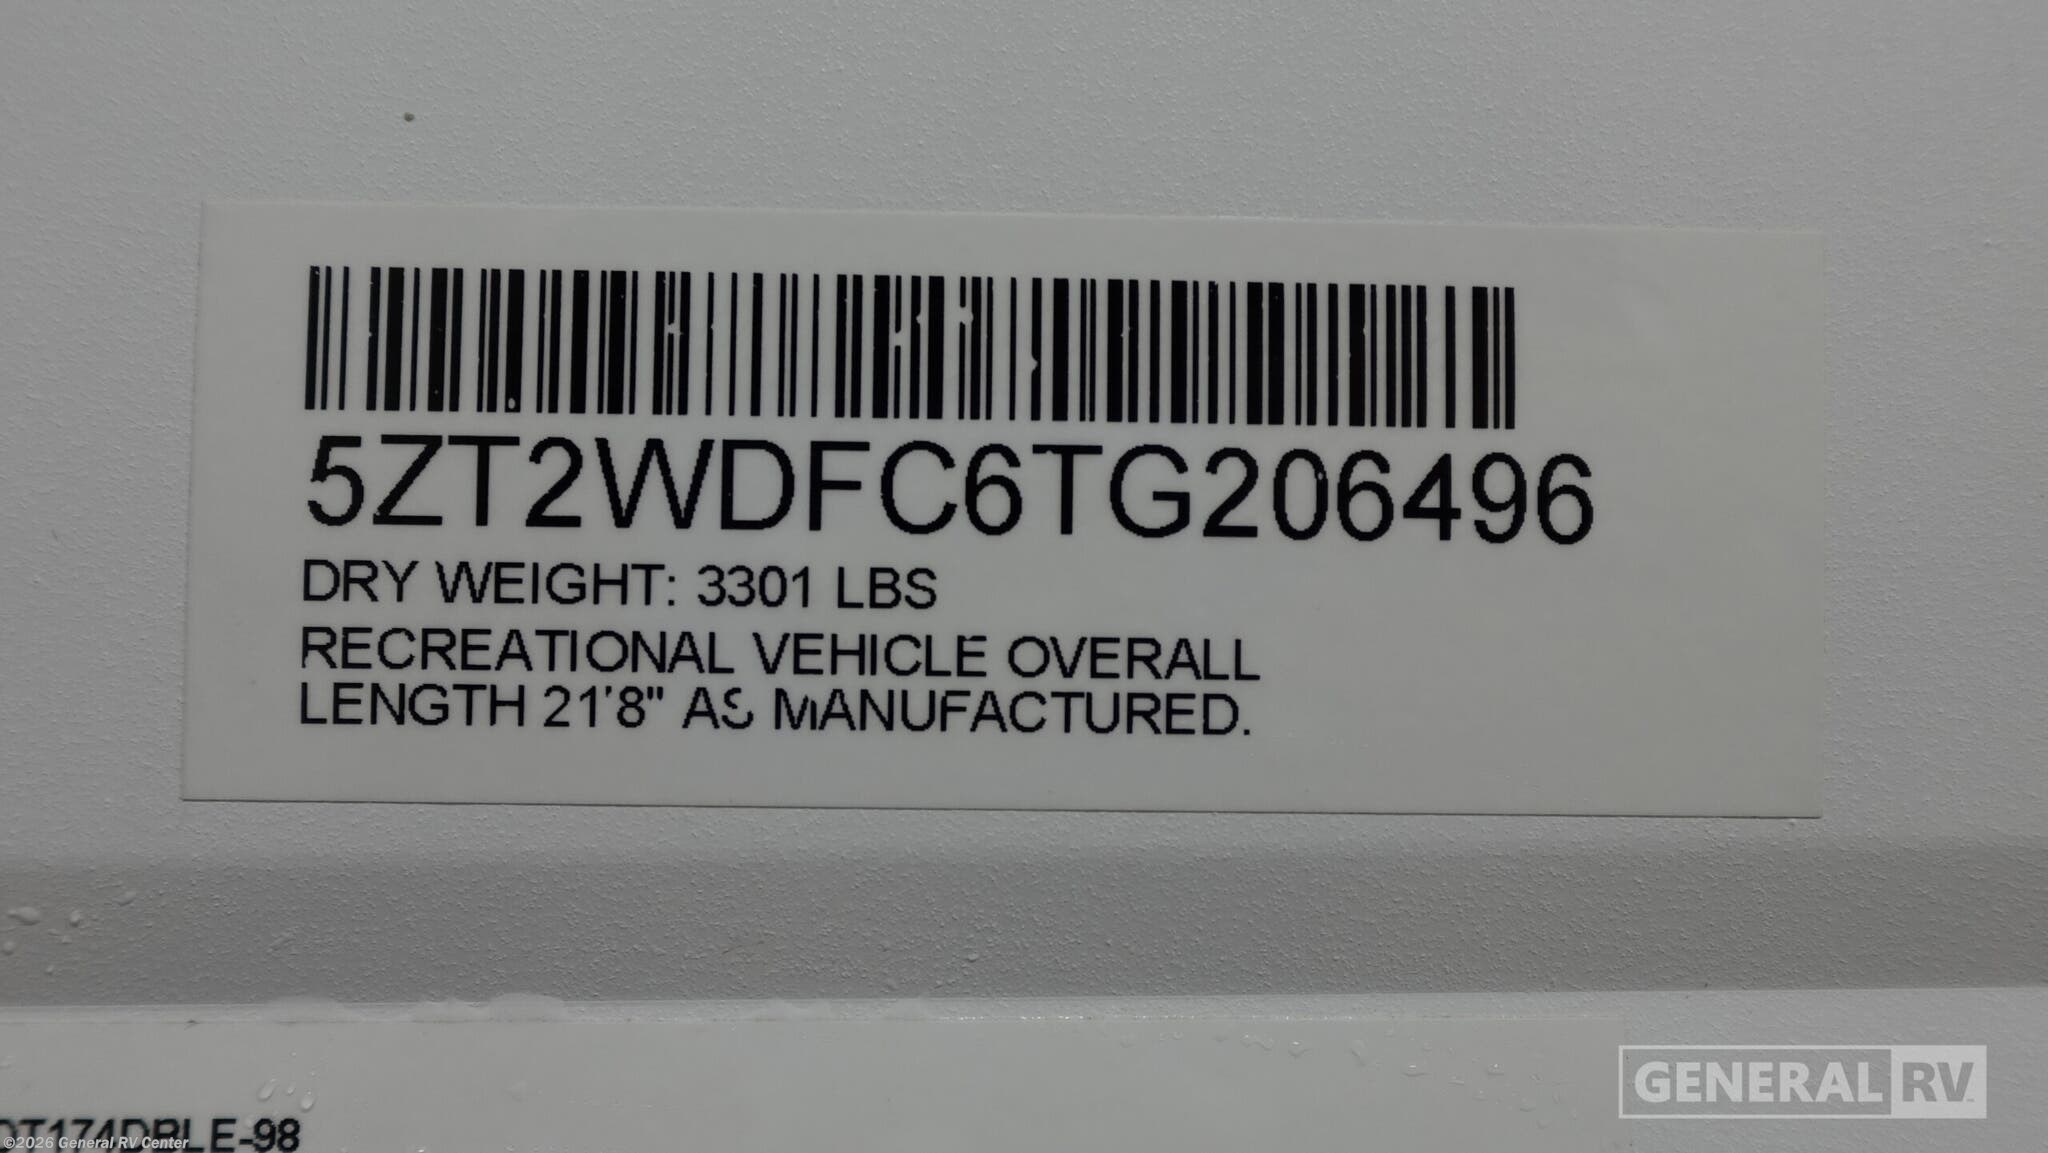 5ZT2WDFC6TG206496
DRY WEIGHT: 3301 LBS
RECREATIONAL VEHICLE OVERALL
LENGTH 21'8" AS MANUFACTURED.
GENERAL RV
©2026 General RV Center